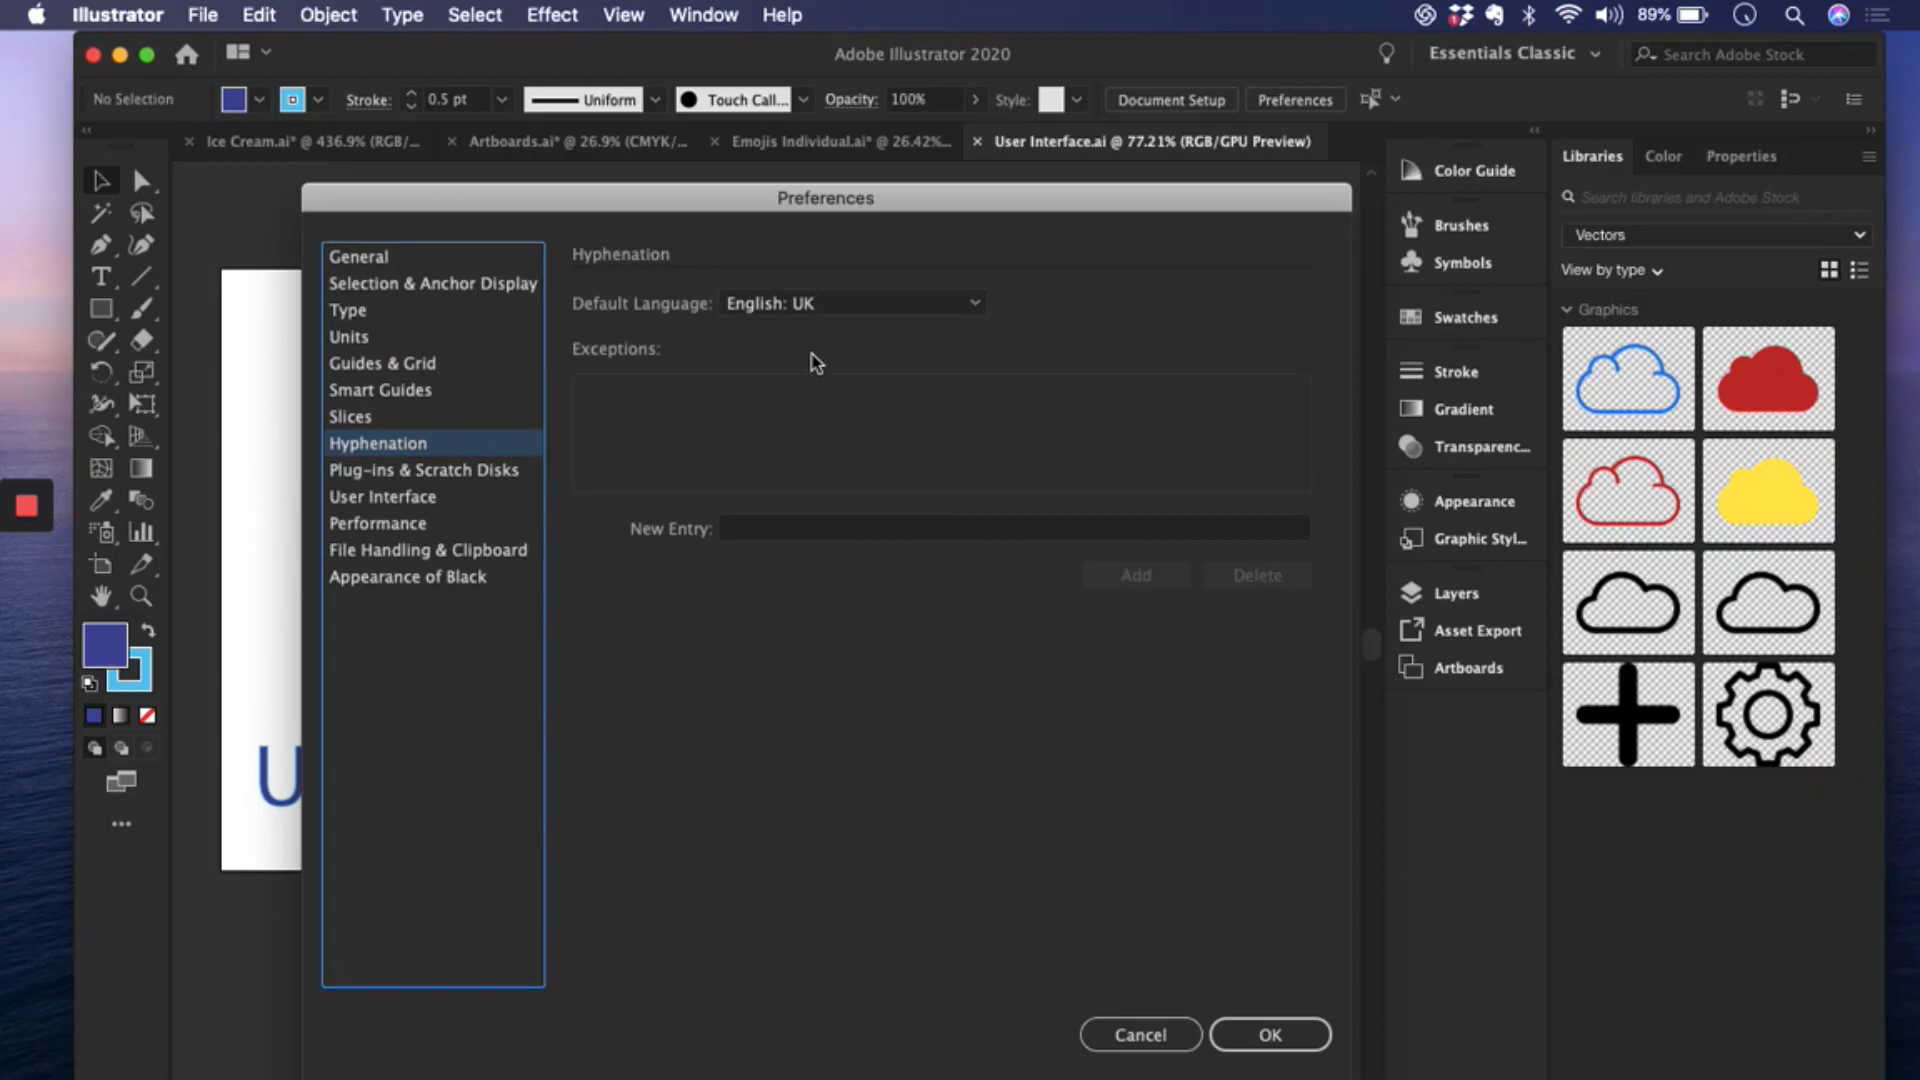 Illustrator File Edit Object Type Select Effect View Window Help
89%
Adobe Illustrator 2020
Essentials Classic
Search Adobe Stock
No Selection
Stroke: 0.5 pt
Uniform
Touch Call...
Opacity: 100%
Style:
Document Setup
Preferences
Ice Cream.ai* @ 436.9% (RGB/...
Artboards.ai* @ 26.9% (CMYK/...
Emojis Individual.ai* @ 26.42%...
User Interface.ai @ 77.21% (RGB/GPU Preview)
Preferences
General
Selection & Anchor Display
Type
Units
Guides & Grid
Smart Guides
Slices
Hyphenation
Plug-ins & Scratch Disks
User Interface
Performance
File Handling & Clipboard
Appearance of Black
Hyphenation
Default Language: English: UK
Exceptions:
New Entry:
Add
Delete
Cancel
OK
U
Color Guide
Brushes
Symbols
Swatches
Stroke
Gradient
Transparenc...
Appearance
Graphic Styl...
Layers
Asset Export
Artboards
Libraries
Color
Properties
Search libraries and Adobe Stock
Vectors
View by type
Graphics